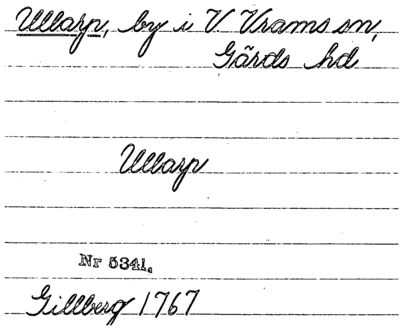 Ullarp, by i V. Vrams sn,
Gärds hd
Ullarp
Nr 5341.
Gillberg 1767